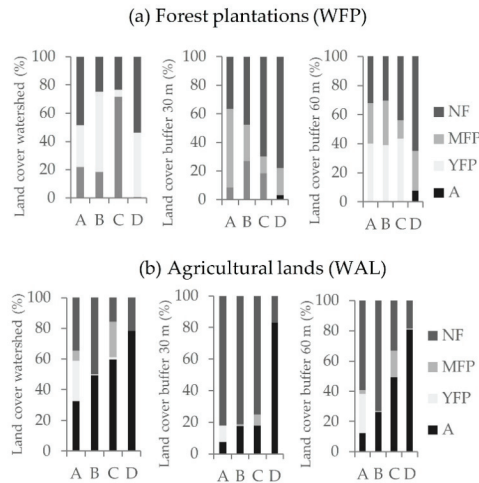 (a) Forest plantations (WFP)
Land cover watershed (%)
100
80
60
40
20
0
A B C D
Land cover buffer 30 m (%)
100
80
60
40
20
0
A B C D
Land cover buffer 60 m (%)
100
80
60
40
20
0
A B C D
NF
MFP
YFP
A
(b) Agricultural lands (WAL)
Land cover watershed (%)
100
80
60
40
20
0
A B C D
Land cover buffer 30 m (%)
100
80
60
40
20
0
A B C D
Land cover buffer 60 m (%)
100
80
60
40
20
0
A B C D
NF
MFP
YFP
A